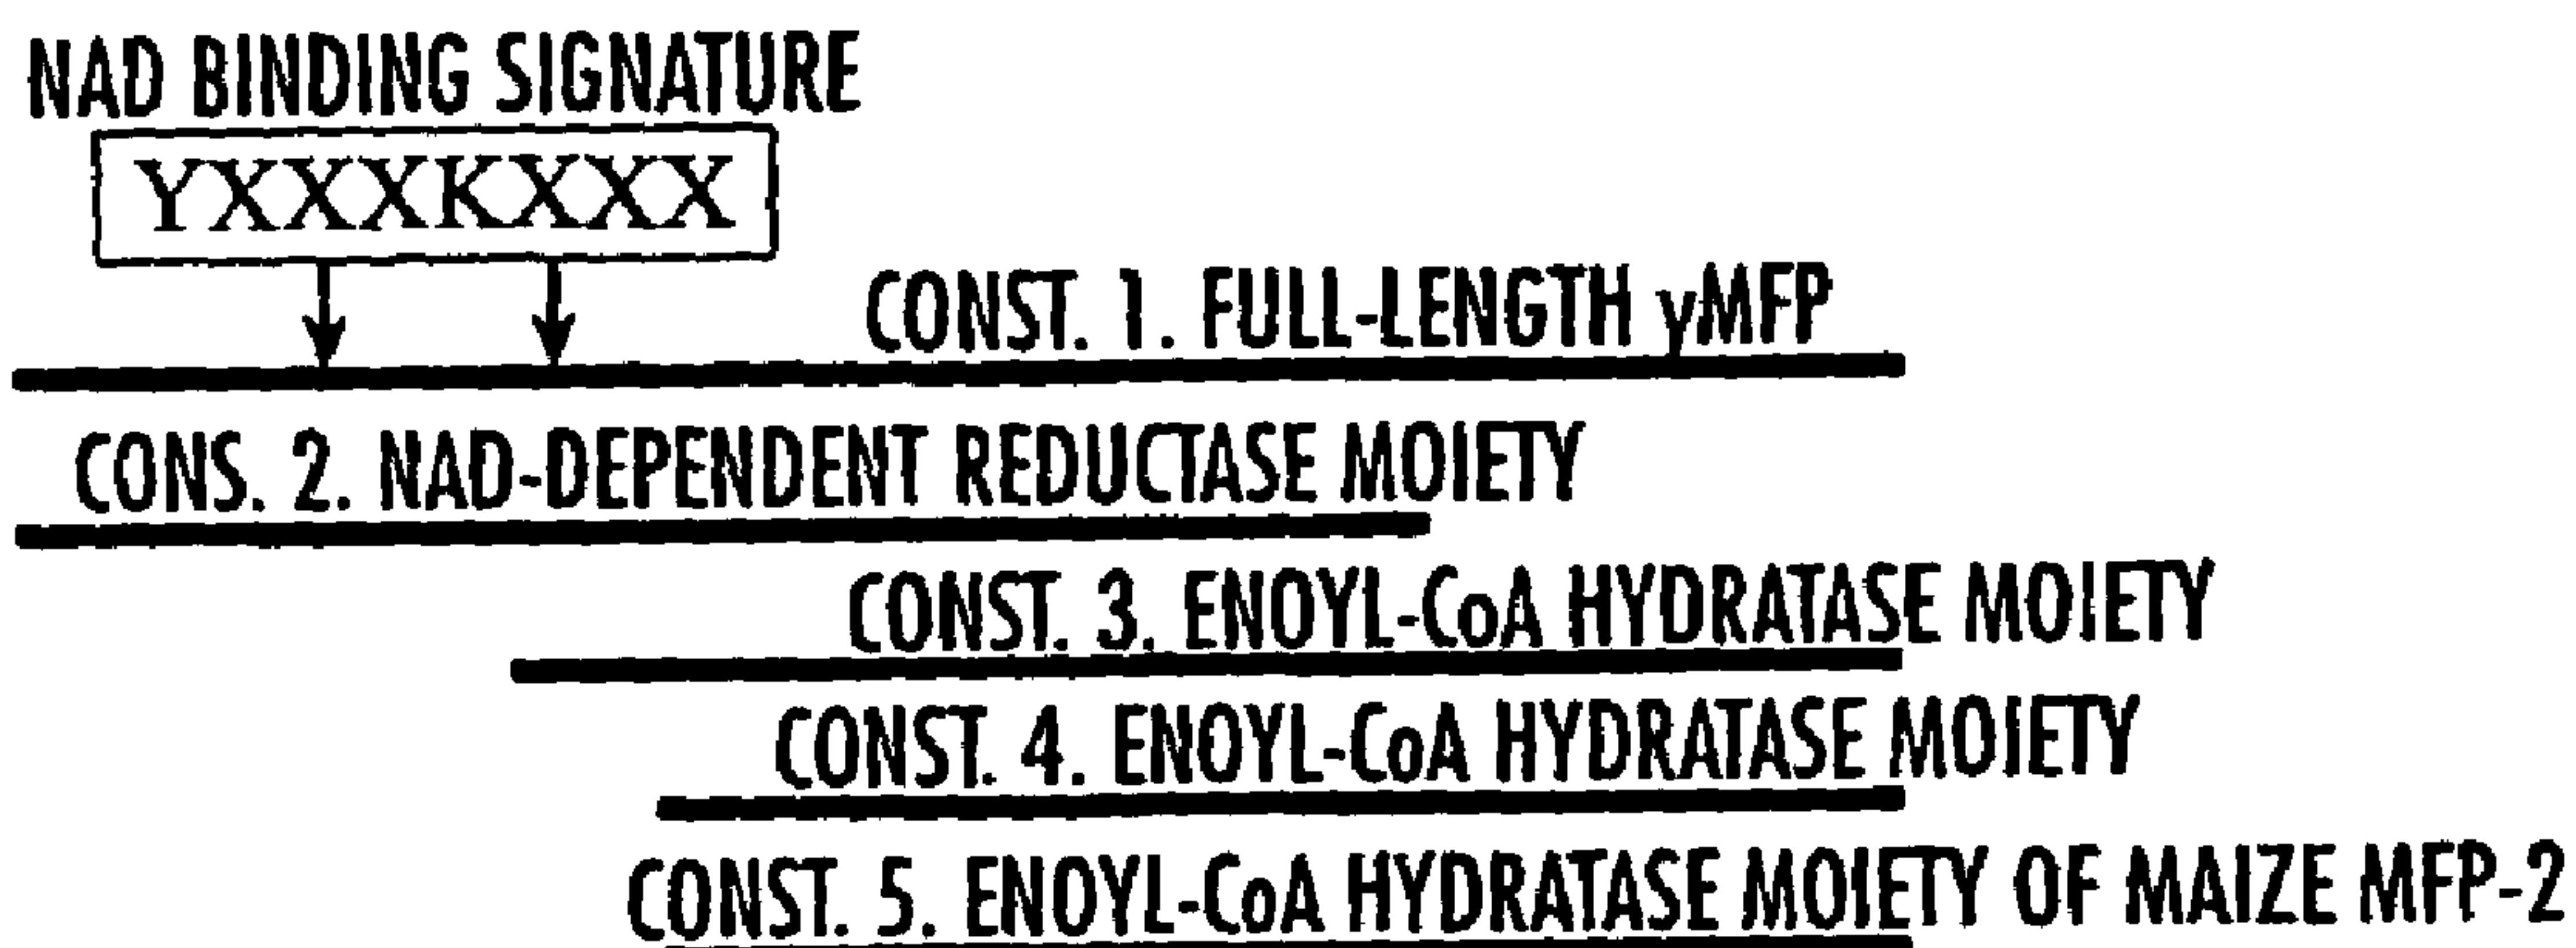 NAD BINDING SIGNATURE
YXXXKXXX
CONST. 1. FULL-LENGTH yMFP
CONS. 2. NAD-DEPENDENT REDUCTASE MOIETY
CONST. 3. ENOYL-CoA HYDRATASE MOIETY
CONST. 4. ENOYL-CoA HYDRATASE MOIETY
CONST. 5. ENOYL-CoA HYDRATASE MOIETY OF MAIZE MFP-2